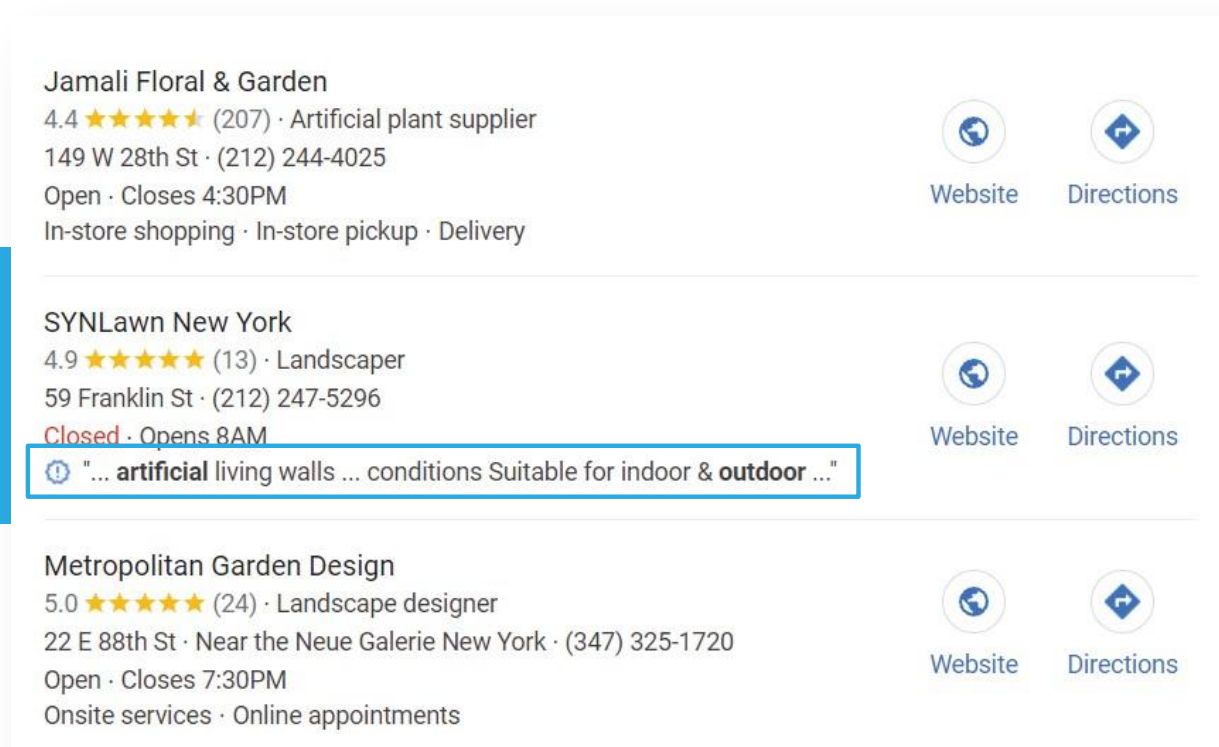 Jamali Floral & Garden
4.4 ★★★★★ (207) · Artificial plant supplier
149 W 28th St · (212) 244-4025
Open · Closes 4:30PM
In-store shopping · In-store pickup · Delivery
Website
Directions
SYNLawn New York
4.9 ★★★★★ (13) · Landscaper
59 Franklin St · (212) 247-5296
Closed · Opens 8AM
"... artificial living walls ... conditions Suitable for indoor & outdoor ..."
Website
Directions
Metropolitan Garden Design
5.0 ★★★★★ (24) · Landscape designer
22 E 88th St · Near the Neue Galerie New York · (347) 325-1720
Open · Closes 7:30PM
Onsite services · Online appointments
Website
Directions